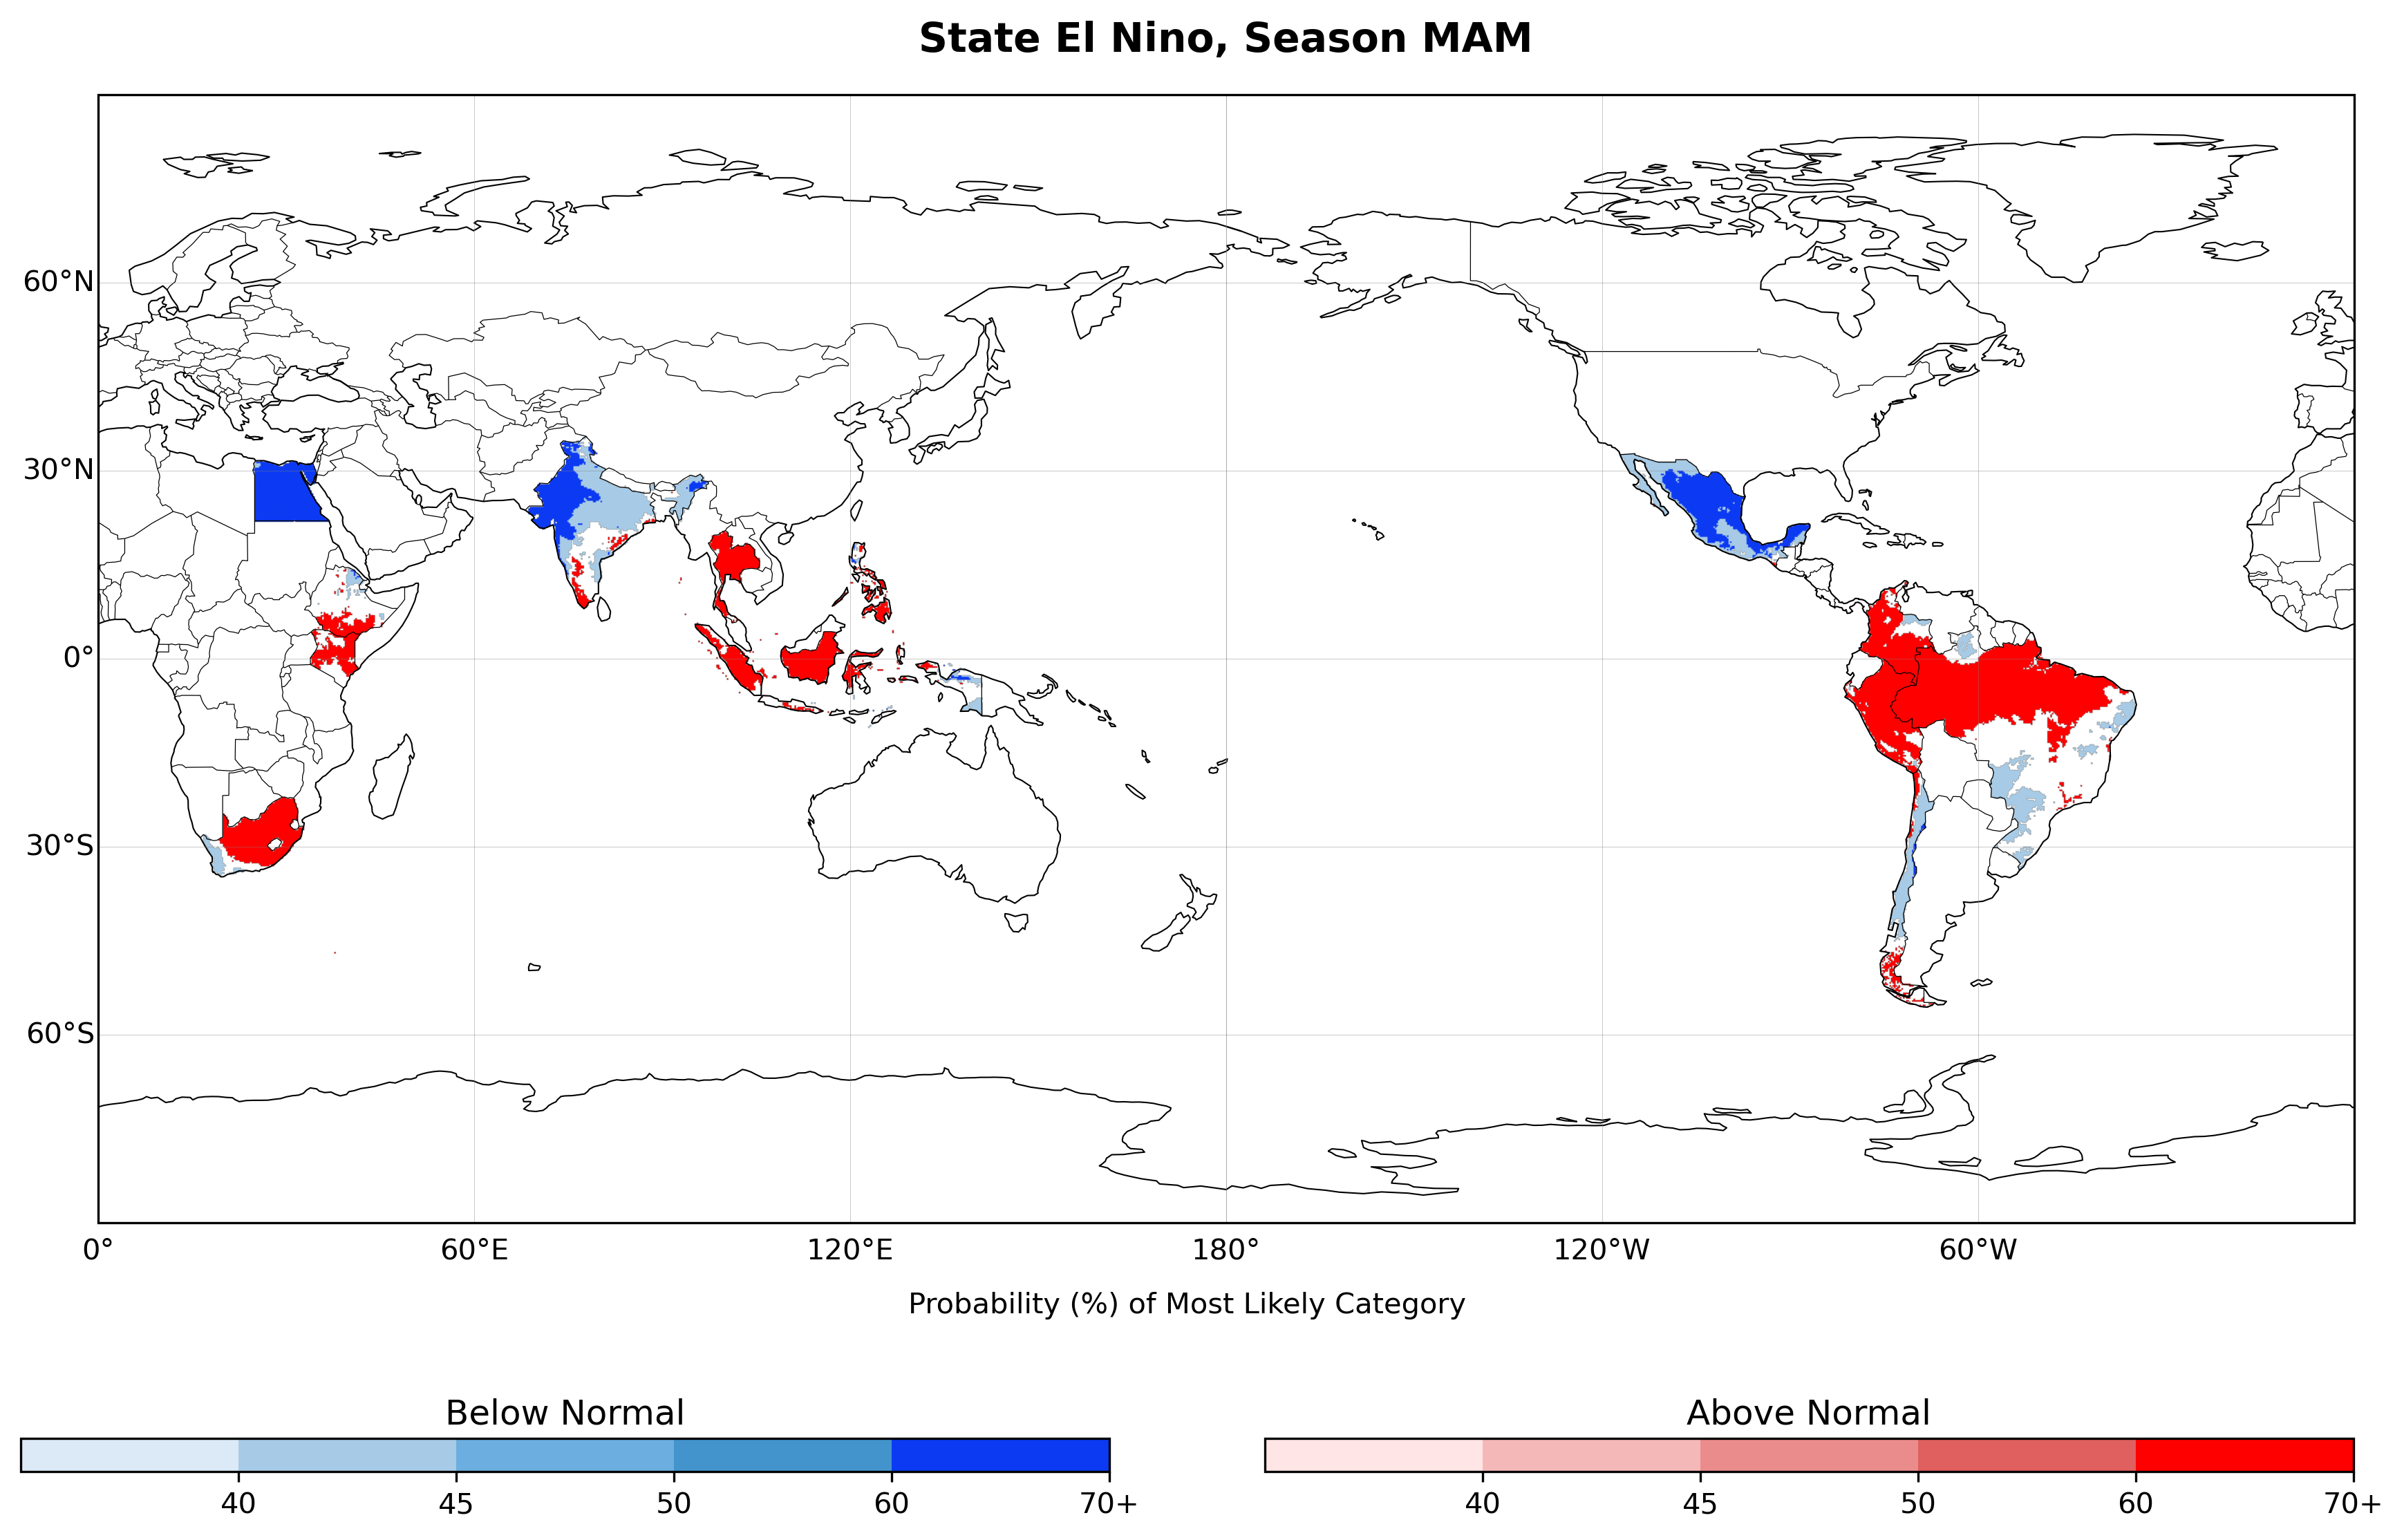 State El Nino, Season MAM
60°N
30°N
0°
30°S
60°S
0° 60°E 120°E 180° 120°W 60°W
Probability (%) of Most Likely Category
Below Normal
40 45 50 60 70+
Above Normal
40 45 50 60 70+